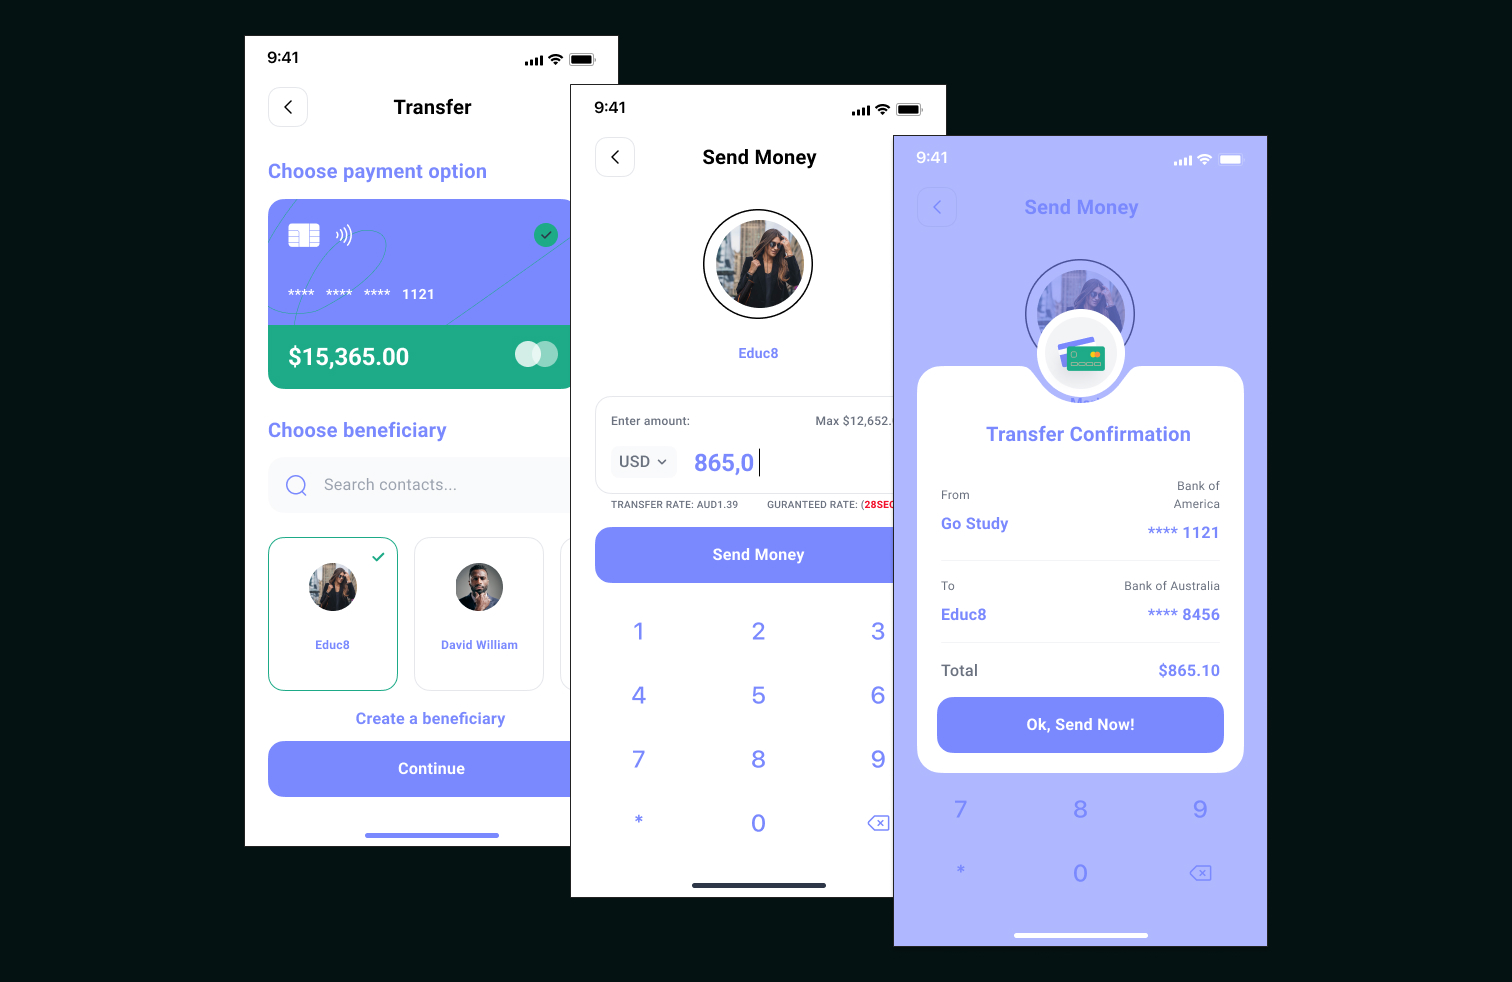 9:41
Transfer
Choose payment option
**** **** **** 1121
$15,365.00
Choose beneficiary
Search contacts...
Educ8
David William
Create a beneficiary
Continue
9:41
Send Money
Educ8
Enter amount: Max $12,652.
USD 865,0
TRANSFER RATE: AUD1.39 GURANTEED RATE: (28SEC
Send Money
1 2 3
4 5 6
7 8 9
* 0
9:41
Send Money
Transfer Confirmation
From Bank of
America
Go Study **** 1121
To Bank of Australia
Educ8 **** 8456
Total $865.10
Ok, Send Now!
7 8 9
* 0